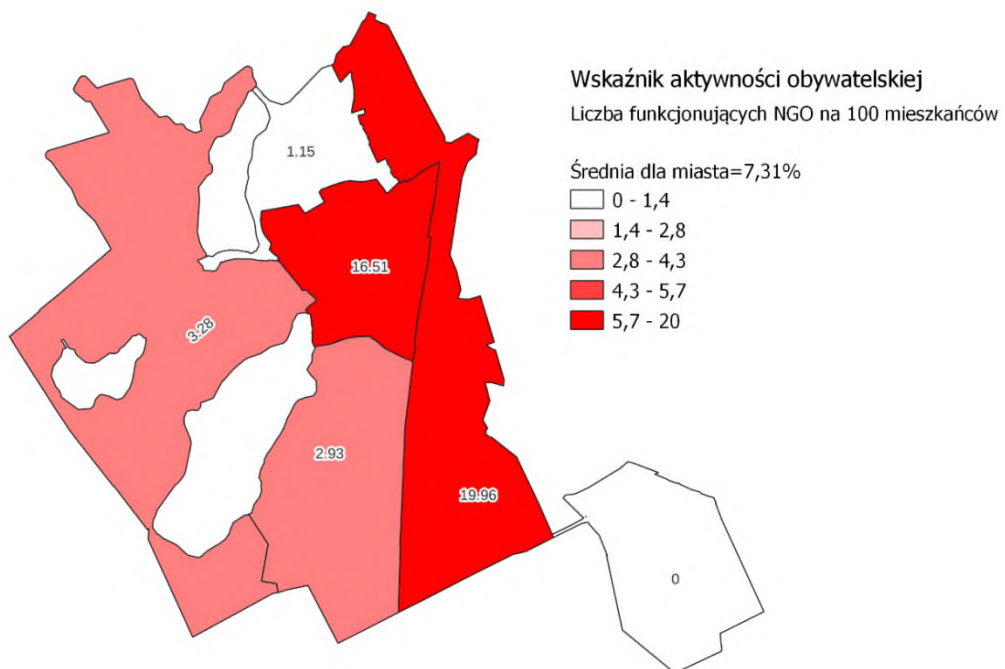 Wskaźnik aktywności obywatelskiej
Liczba funkcjonujących NGO na 100 mieszkańców
Średnia dla miasta=7,31%
0 - 1,4
1,4 - 2,8
2,8 - 4,3
4,3 - 5,7
5,7 - 20
1.15
16.51
3.28
2.93
19.96
0